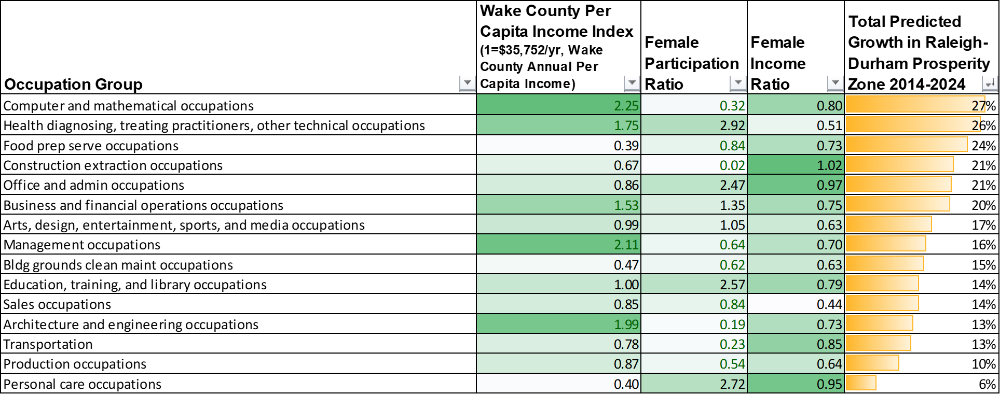 Occupation Group
Wake County Per
Capita Income Index
(1=$35,752/yr, Wake
County Annual Per
Capita Income)
Female
Participation
Ratio
Female
Income
Ratio
Total Predicted
Growth in Raleigh-
Durham Prosperity
Zone 2014-2024
Computer and mathematical occupations 2.25 0.32 0.80 27%
Health diagnosing, treating practitioners, other technical occupations 1.75 2.92 0.51 26%
Food prep serve occupations 0.39 0.84 0.73 24%
Construction extraction occupations 0.67 0.02 1.02 21%
Office and admin occupations 0.86 2.47 0.97 21%
Business and financial operations occupations 1.53 1.35 0.75 20%
Arts, design, entertainment, sports, and media occupations 0.99 1.05 0.63 17%
Management occupations 2.11 0.64 0.70 16%
Bldg grounds clean maint occupations 0.47 0.62 0.63 15%
Education, training, and library occupations 1.00 2.57 0.79 14%
Sales occupations 0.85 0.84 0.44 14%
Architecture and engineering occupations 1.99 0.19 0.73 13%
Transportation 0.78 0.23 0.85 13%
Production occupations 0.87 0.54 0.64 10%
Personal care occupations 0.40 2.72 0.95 6%